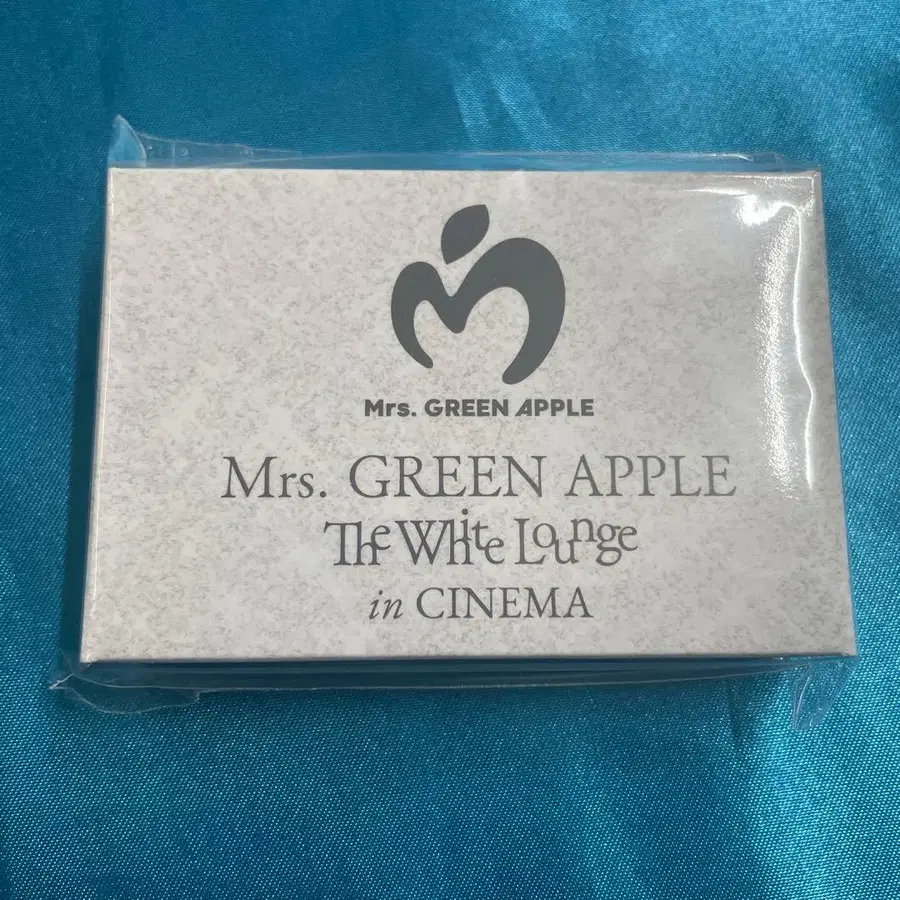 Mrs. GREEN APPLE
Mrs. GREEN APPLE
The White Lounge
in CINEMA